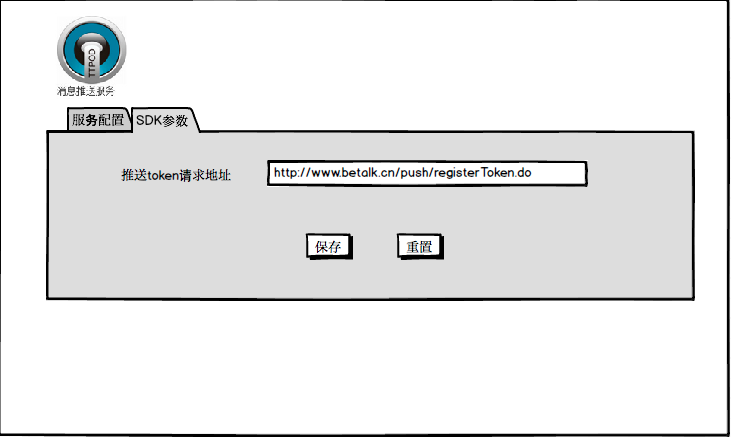 TTPOD
消息推送服务
服务配置
SDK参数
推送token请求地址
http://www.betalk.cn/push/registerToken.do
保存
重置